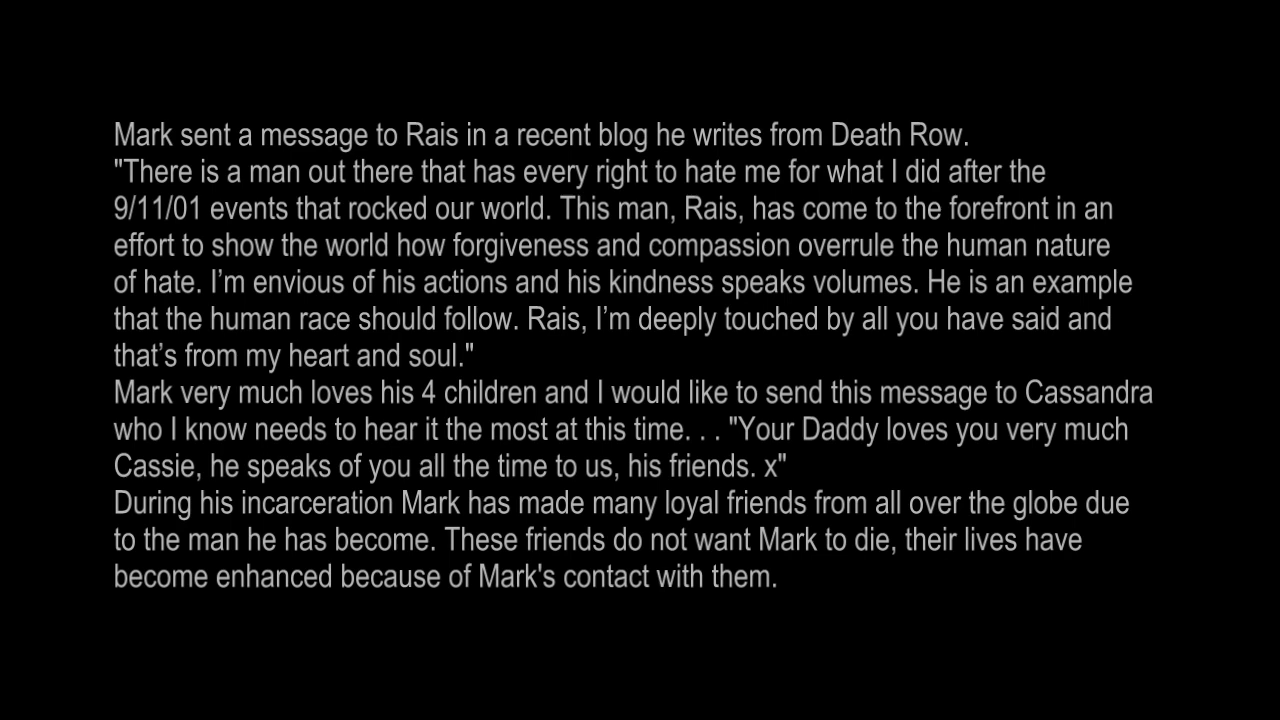 Mark sent a message to Rais in a recent blog he writes from Death Row.
"There is a man out there that has every right to hate me for what I did after the
9/11/01 events that rocked our world. This man, Rais, has come to the forefront in an
effort to show the world how forgiveness and compassion overrule the human nature
of hate. I’m envious of his actions and his kindness speaks volumes. He is an example
that the human race should follow. Rais, I’m deeply touched by all you have said and
that’s from my heart and soul."
Mark very much loves his 4 children and I would like to send this message to Cassandra
who I know needs to hear it the most at this time. . . "Your Daddy loves you very much
Cassie, he speaks of you all the time to us, his friends. x"
During his incarceration Mark has made many loyal friends from all over the globe due
to the man he has become. These friends do not want Mark to die, their lives have
become enhanced because of Mark's contact with them.